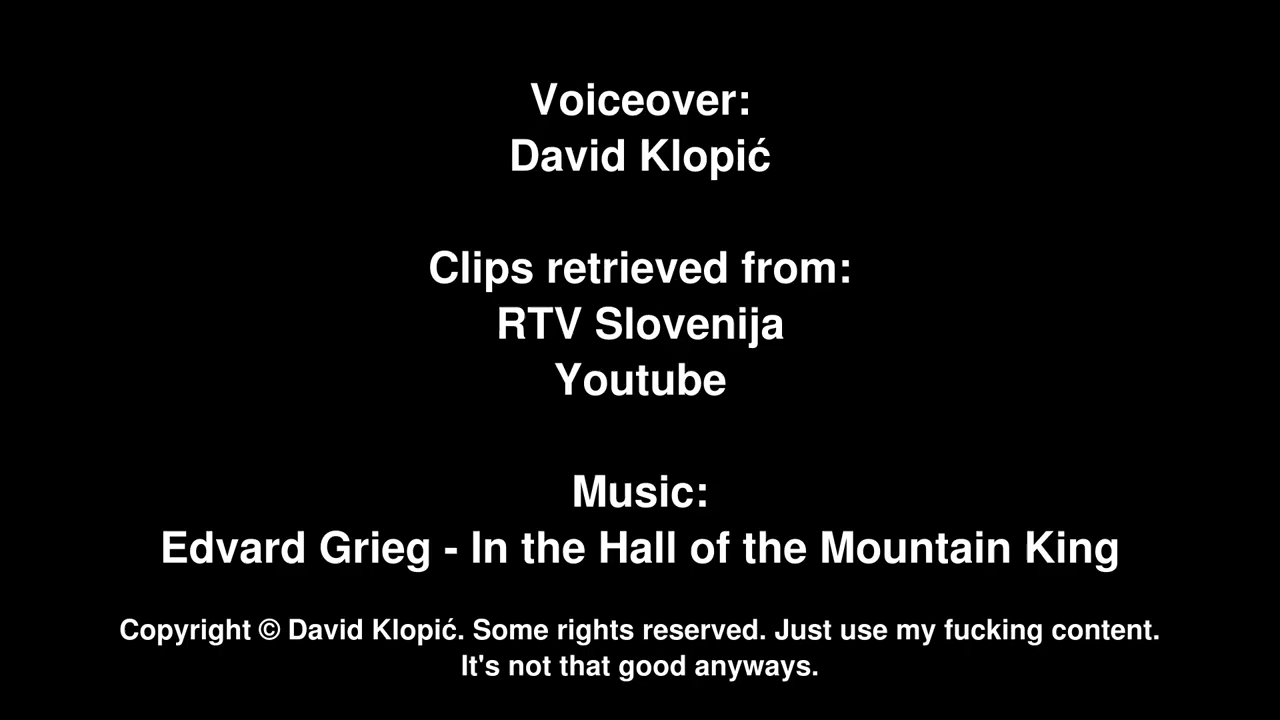 Voiceover:
David Klopić
Clips retrieved from:
RTV Slovenija
Youtube
Music:
Edvard Grieg - In the Hall of the Mountain King
Copyright © David Klopić. Some rights reserved. Just use my fucking content.
It's not that good anyways.